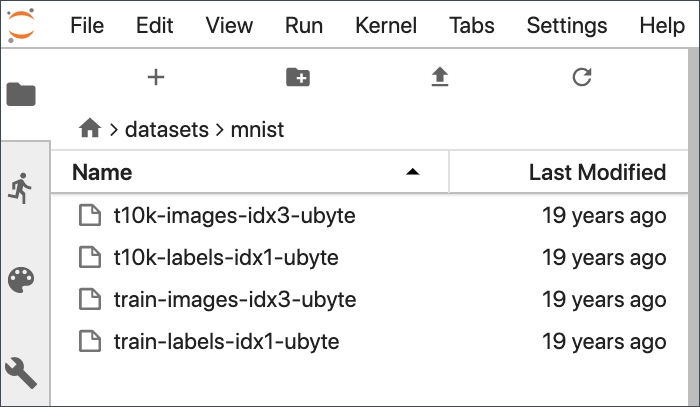 File Edit View Run Kernel Tabs Settings Help
datasets > mnist
Name Last Modified
t10k-images-idx3-ubyte 19 years ago
t10k-labels-idx1-ubyte 19 years ago
train-images-idx3-ubyte 19 years ago
train-labels-idx1-ubyte 19 years ago